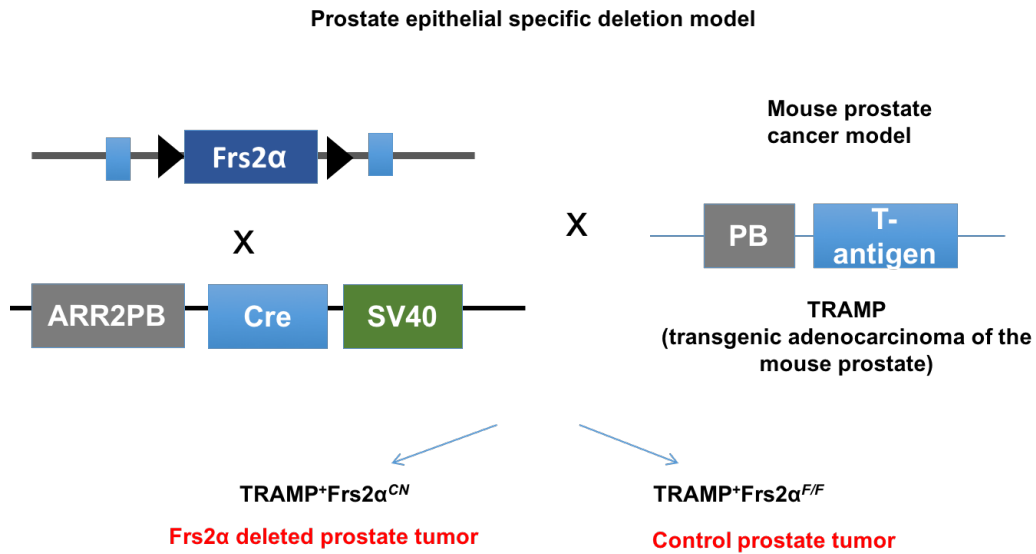 Prostate epithelial specific deletion model
Mouse prostate
cancer model
Frs2α
X
X
PB
T-
antigen
ARR2PB
Cre
SV40
TRAMP
(transgenic adenocarcinoma of the
mouse prostate)
TRAMP⁺Frs2αᶜᴺ
TRAMP⁺Frs2αF/F
Frs2α deleted prostate tumor
Control prostate tumor